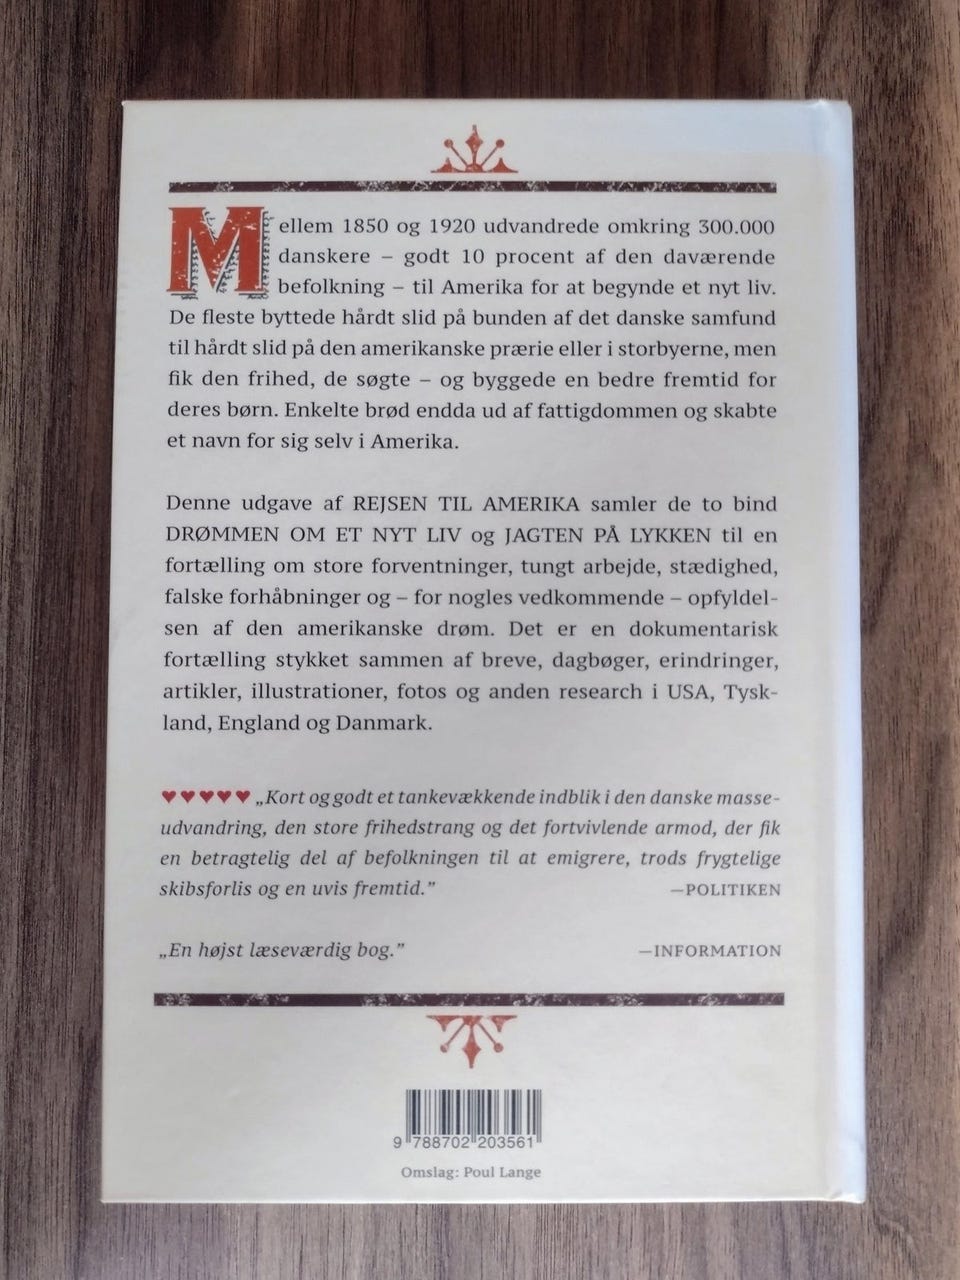 Mellem 1850 og 1920 udvandrede omkring 300.000
danskere – godt 10 procent af den daværende
befolkning – til Amerika for at begynde et nyt liv.
De fleste byttede hårdt slid på bunden af det danske samfund
til hårdt slid på den amerikanske prærie eller i storbyerne, men
fik den frihed, de søgte – og byggede en bedre fremtid for
deres børn. Enkelte brød endda ud af fattigdommen og skabte
et navn for sig selv i Amerika.
Denne udgave af REJSEN TIL AMERIKA samler de to bind
DRØMMEN OM ET NYT LIV og JAGTEN PÅ LYKKEN til en
fortælling om store forventninger, tungt arbejde, stædighed,
falske forhåbninger og – for nogles vedkommende – opfyldel-
sen af den amerikanske drøm. Det er en dokumentarisk
fortælling stykket sammen af breve, dagbøger, erindringer,
artikler, illustrationer, fotos og anden research i USA, Tysk-
land, England og Danmark.
♥♥♥♥♥ „Kort og godt et tankevækkende indblik i den danske masse-
udvandring, den store frihedstrang og det fortvivlende armod, der fik
en betragtelig del af befolkningen til at emigrere, trods frygtelige
skibsforlis og en uvis fremtid.” —POLITIKEN
„En højst læseværdig bog.” —INFORMATION
9 788702 203561
Omslag: Poul Lange